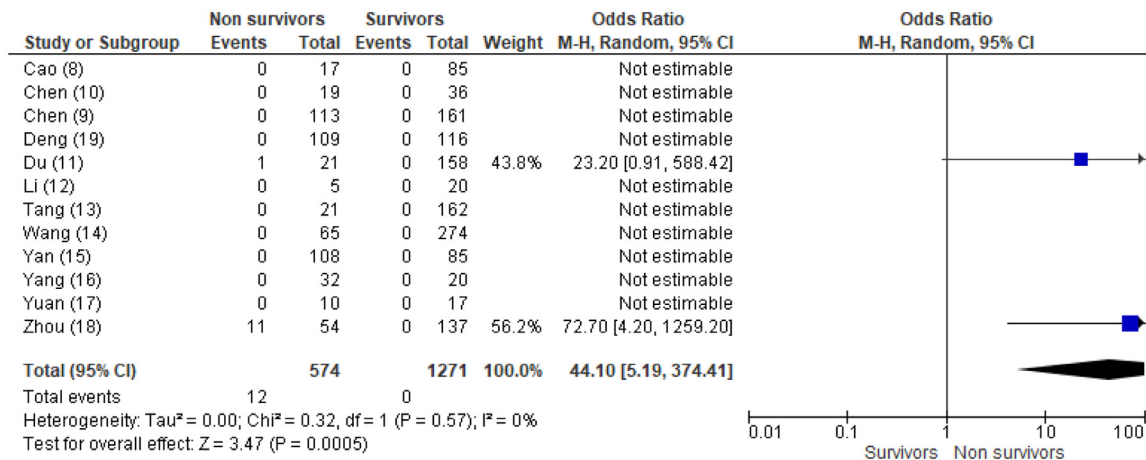 Non survivors Survivors Odds Ratio Odds Ratio
Study or Subgroup Events Total Events Total Weight M-H, Random, 95% CI M-H, Random, 95% CI
Cao (8) 0 17 0 85 Not estimable
Chen (10) 0 19 0 36 Not estimable
Chen (9) 0 113 0 161 Not estimable
Deng (19) 0 109 0 116 Not estimable
Du (11) 1 21 0 158 43.8% 23.20 [0.91, 588.42]
Li (12) 0 5 0 20 Not estimable
Tang (13) 0 21 0 162 Not estimable
Wang (14) 0 65 0 274 Not estimable
Yan (15) 0 108 0 85 Not estimable
Yang (16) 0 32 0 20 Not estimable
Yuan (17) 0 10 0 17 Not estimable
Zhou (18) 11 54 0 137 56.2% 72.70 [4.20, 1259.20]
Total (95% CI) 574 1271 100.0% 44.10 [5.19, 374.41]
Total events 12 0
Heterogeneity: Tau² = 0.00; Chi² = 0.32, df = 1 (P = 0.57); I² = 0%
Test for overall effect: Z = 3.47 (P = 0.0005)
0.01 0.1 1 10 100
Survivors Non survivors